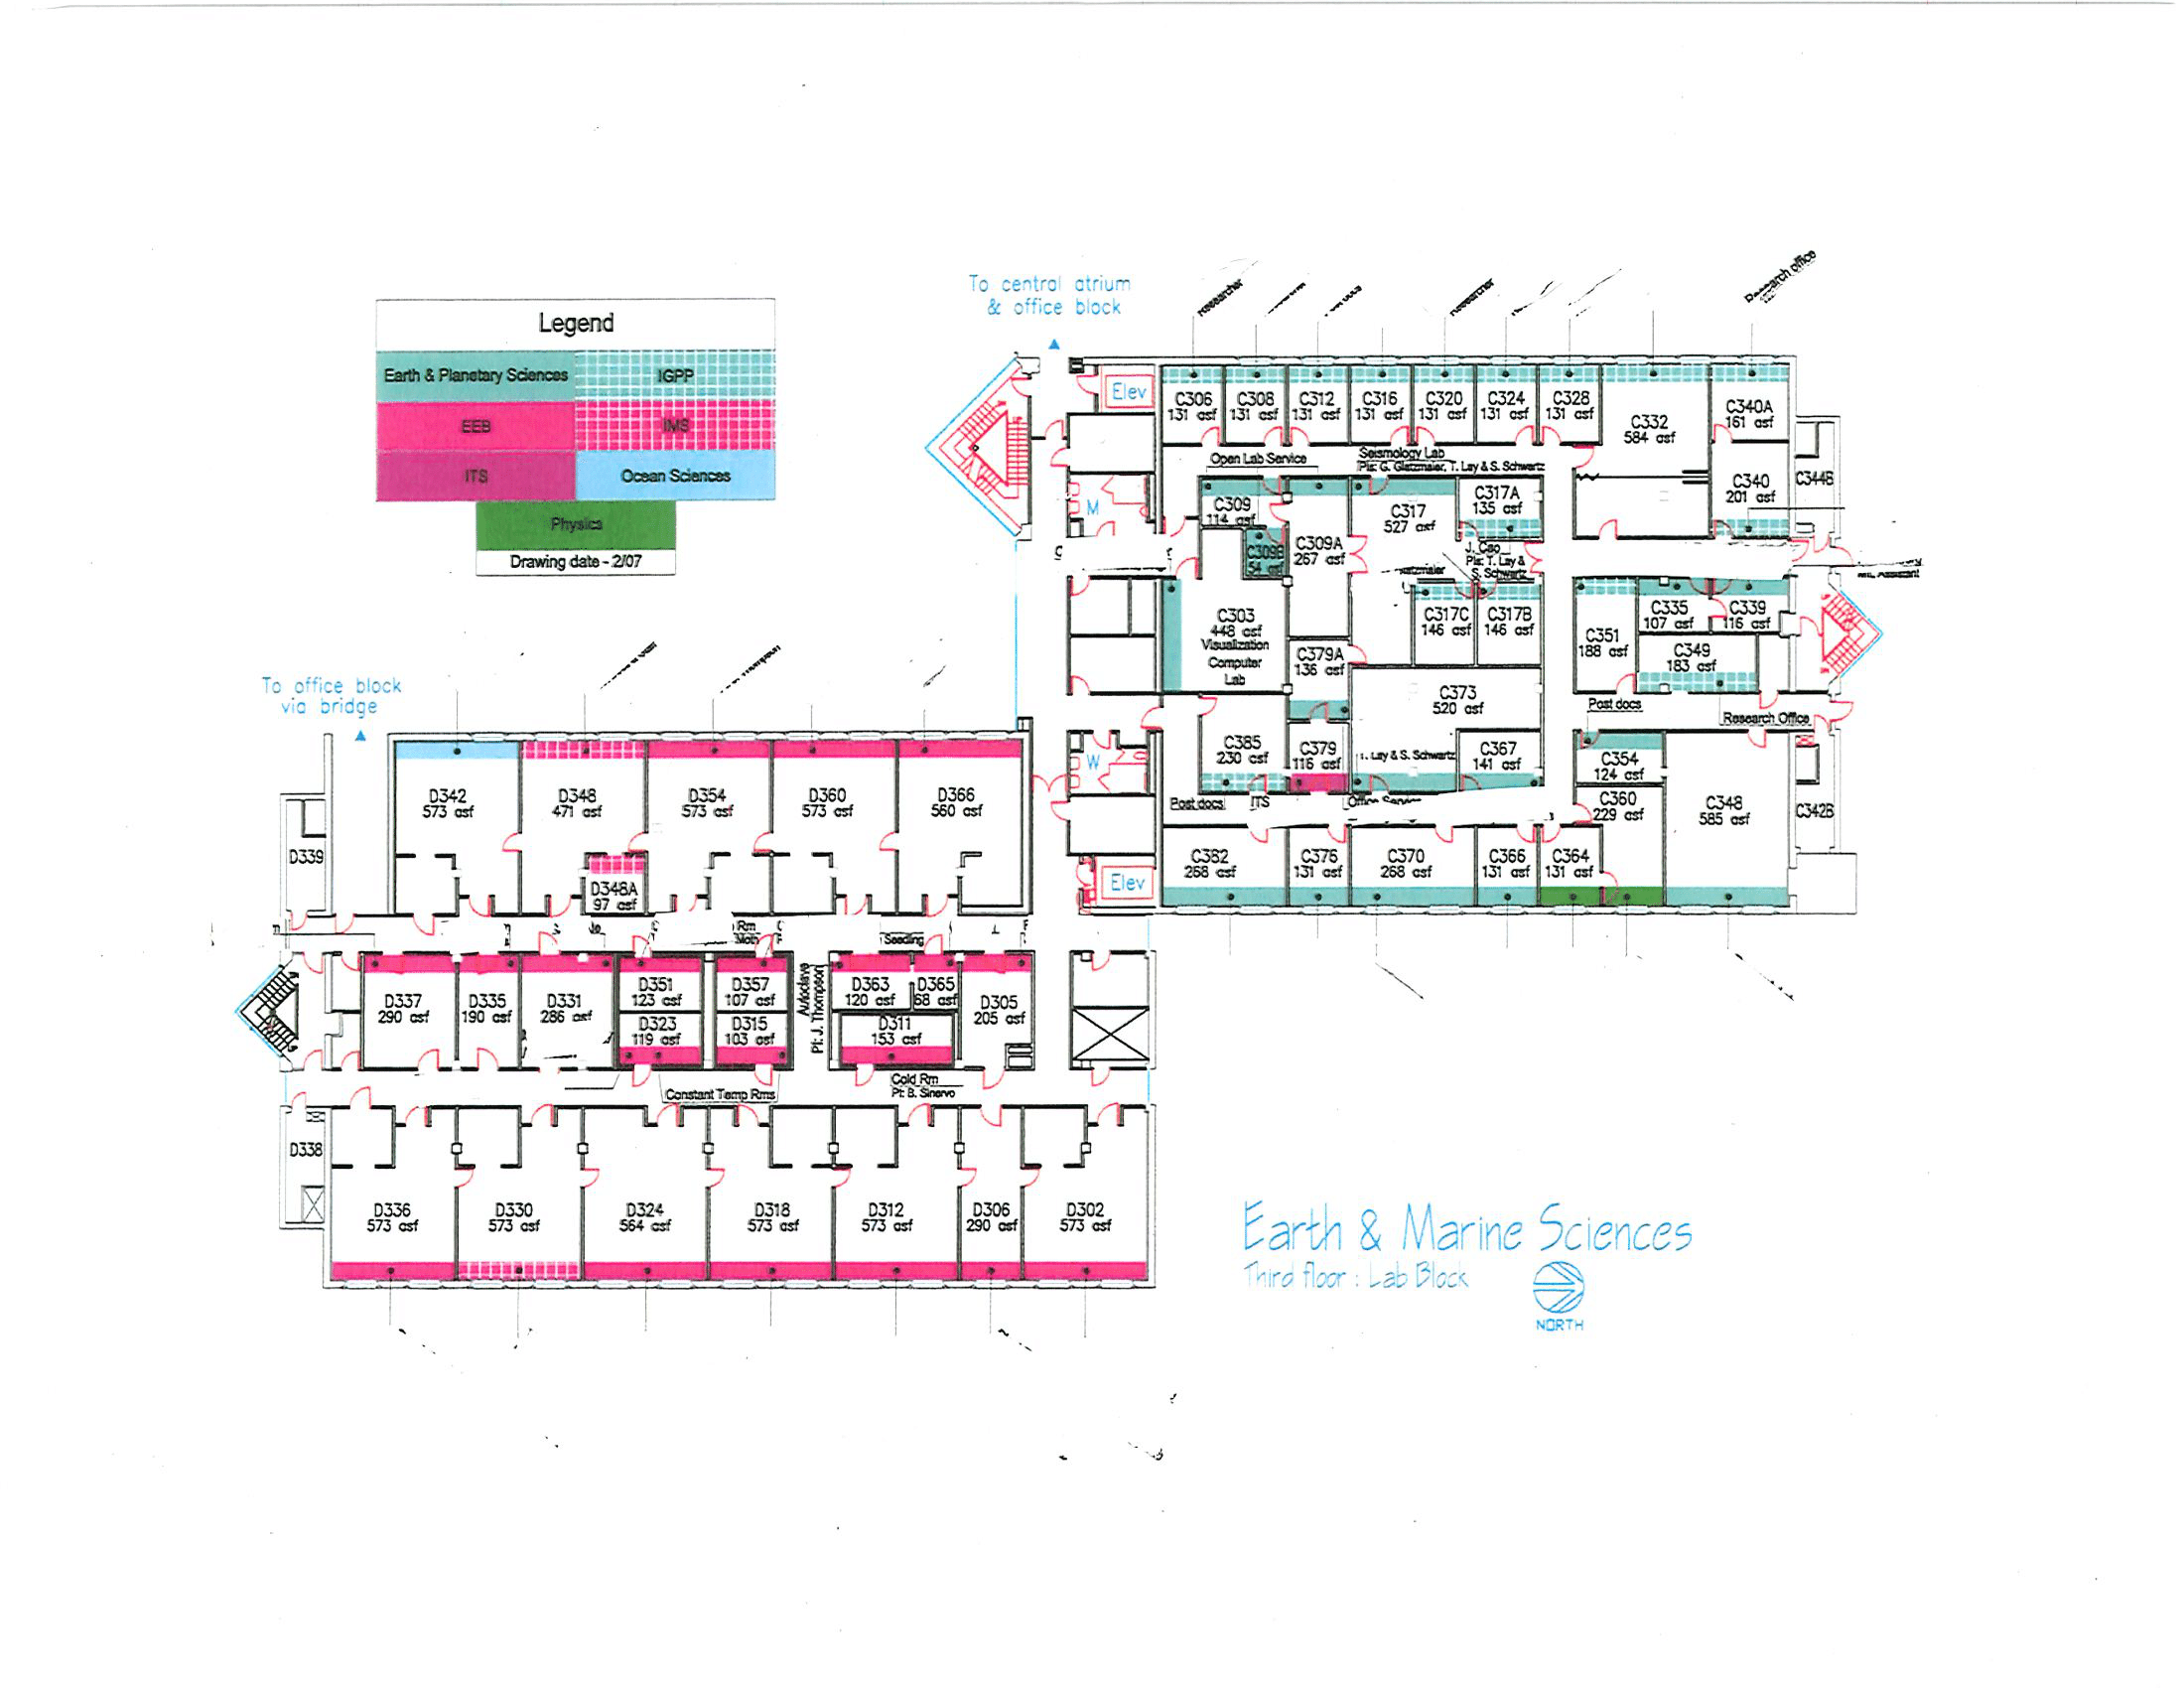 To central atrium
& office block
Researcher
Researcher
Research office
Legend
Earth & Planetary Sciences
IGPP
EEB
IMS
ITS
Ocean Sciences
Physics
Drawing date - 2/07
Elev
C306
131 asf
C308
131 asf
C312
131 asf
C316
131 asf
C320
131 asf
C324
131 asf
C328
131 asf
C332
584 asf
C340A
161 asf
C344B
Open Lab Service
Seismology Lab
PIs: G. Glatzmaier, T. Lay & S. Schwartz
M
C309
114 asf
C309B
54 asf
C309A
267 asf
C317
527 asf
C317A
135 asf
C340
201 asf
J. Cao
PIs: T. Lay &
S. Schwartz
C303
448 asf
Visualization
Computer
Lab
C317C
146 asf
C317B
146 asf
C351
188 asf
C335
107 asf
C339
116 asf
C349
183 asf
C379A
136 asf
C373
520 asf
Post docs
Research Office
W
C385
230 asf
C379
116 asf
T. Lay & S. Schwartz
C367
141 asf
C354
124 asf
C360
229 asf
C348
585 asf
C342B
Post docs
ITS
C382
268 asf
C376
131 asf
C370
268 asf
C366
131 asf
C364
131 asf
Elev
To office block
via bridge
D342
573 asf
D348
471 asf
D354
573 asf
D360
573 asf
D366
560 asf
D339
D348A
97 asf
Seedling
D337
290 asf
D335
190 asf
D331
286 asf
D351
123 asf
D323
119 asf
D357
107 asf
D315
103 asf
Autoclave
PI: J. Thompson
D363
120 asf
D365
68 asf
D311
153 asf
D305
205 asf
Constant Temp Rms
Cold Rm
PI: B. Sinervo
D338
D336
573 asf
D330
573 asf
D324
564 asf
D318
573 asf
D312
573 asf
D306
290 asf
D302
573 asf
Earth & Marine Sciences
Third floor : Lab Block
NORTH